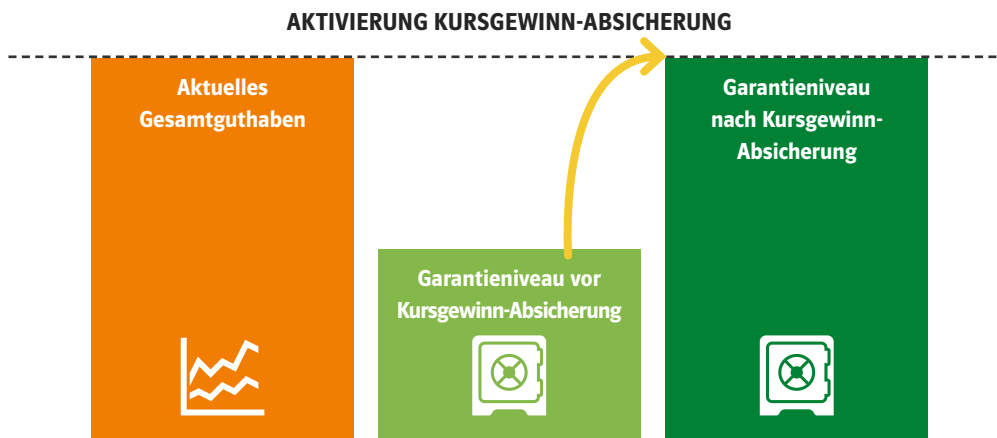 AKTIVIERUNG KURSGEWINN-ABSICHERUNG
Aktuelles
Gesamtguthaben
Garantieniveau vor
Kursgewinn-Absicherung
Garantieniveau
nach Kursgewinn-
Absicherung